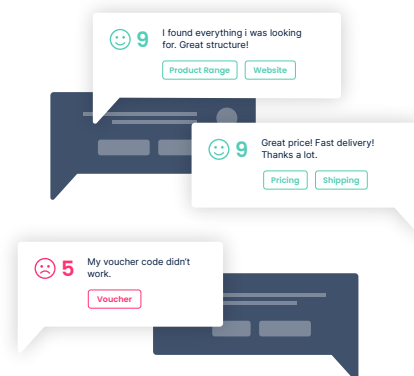 9
I found everything i was looking
for. Great structure!
Product Range Website
9
Great price! Fast delivery!
Thanks a lot.
Pricing Shipping
5
My voucher code didn't
work.
Voucher